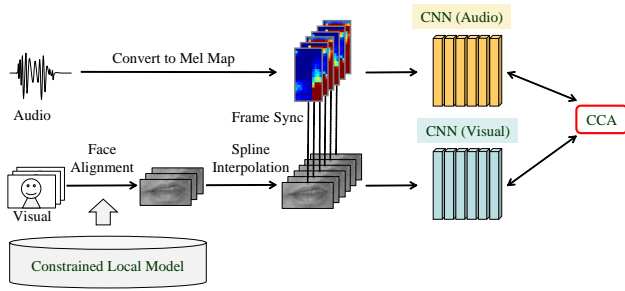 CNN (Audio)
Convert to Mel Map
Audio
Frame Sync
CCA
CNN (Visual)
Face
Alignment
Spline
Interpolation
Visual
Constrained Local Model